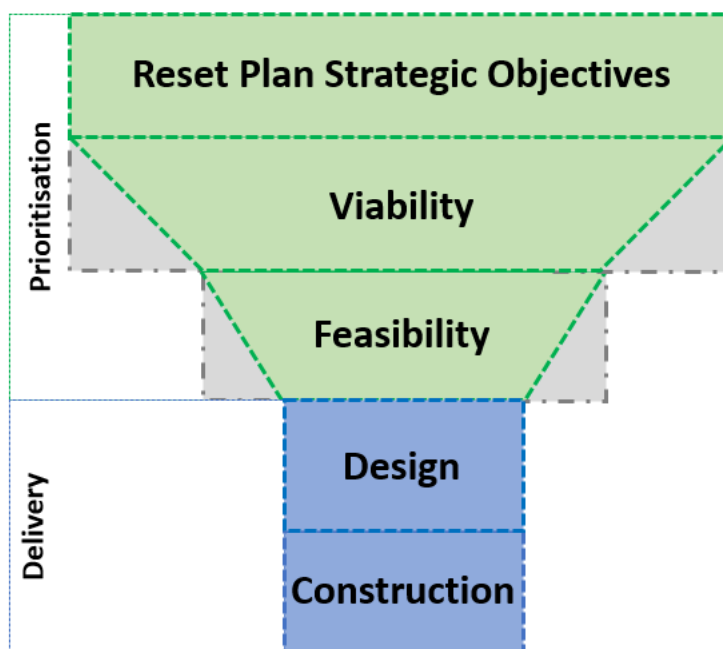 Reset Plan Strategic Objectives
Prioritisation
Viability
Feasibility
Delivery
Design
Construction